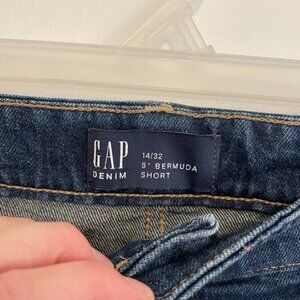 GAP
DENIM
14/32
9" BERMUDA
SHORT